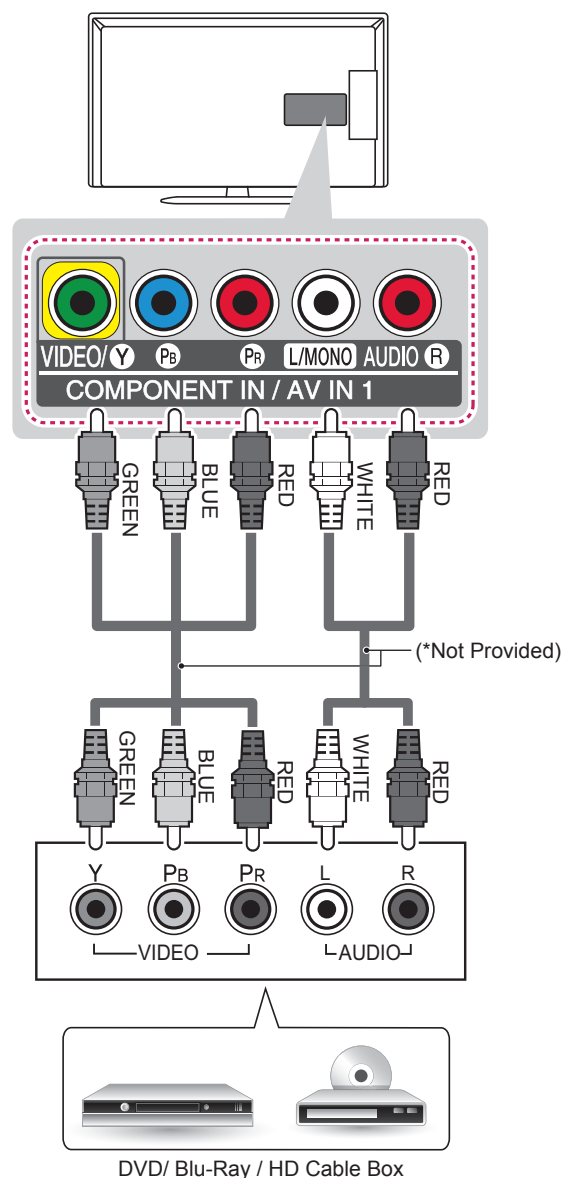 VIDEO/ Y PB PR L/MONO AUDIO R
COMPONENT IN / AV IN 1
GREEN BLUE RED WHITE RED
(*Not Provided)
GREEN BLUE RED WHITE RED
Y PB PR L R
VIDEO AUDIO
DVD/ Blu-Ray / HD Cable Box